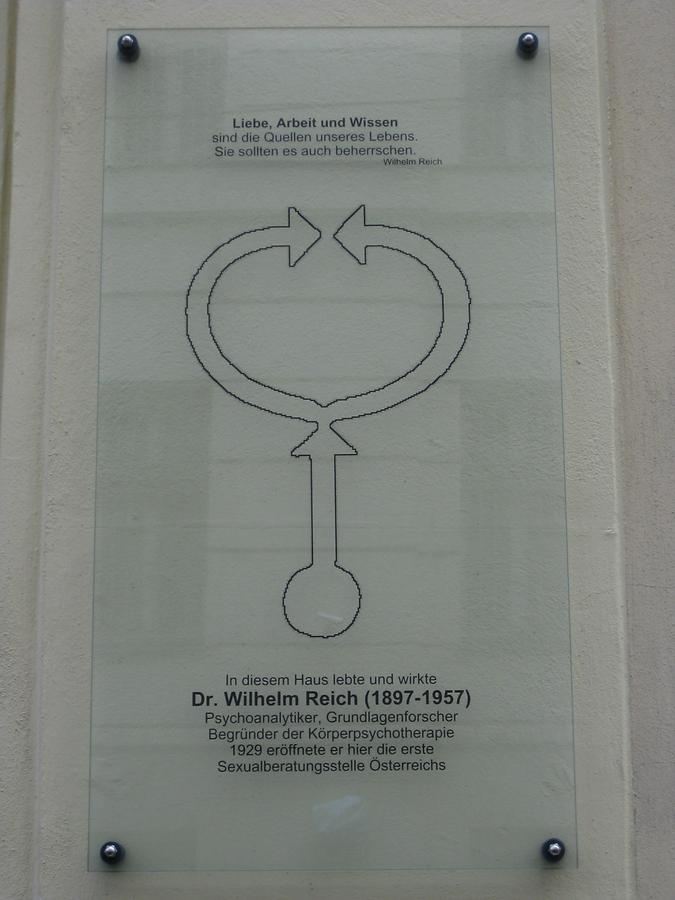 Liebe, Arbeit und Wissen
sind die Quellen unseres Lebens.
Sie sollten es auch beherrschen.
Wilhelm Reich
In diesem Haus lebte und wirkte
Dr. Wilhelm Reich (1897-1957)
Psychoanalytiker, Grundlagenforscher
Begründer der Körperpsychotherapie
1929 eröffnete er hier die erste
Sexualberatungsstelle Österreichs